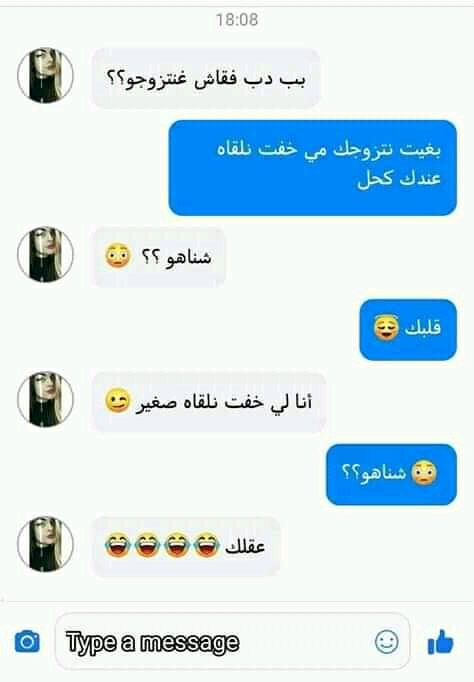 18:08
بب دب فقاش غنتزوجو؟؟
بغيت نتزوجك مي خفت نلقاه
عندك كحل
شناهو ؟؟ 😳
قلبك 😇
أنا لي خفت نلقاه صغير 😉
😳 شناهو؟؟
عقلك 😂😂😂😂
Type a message